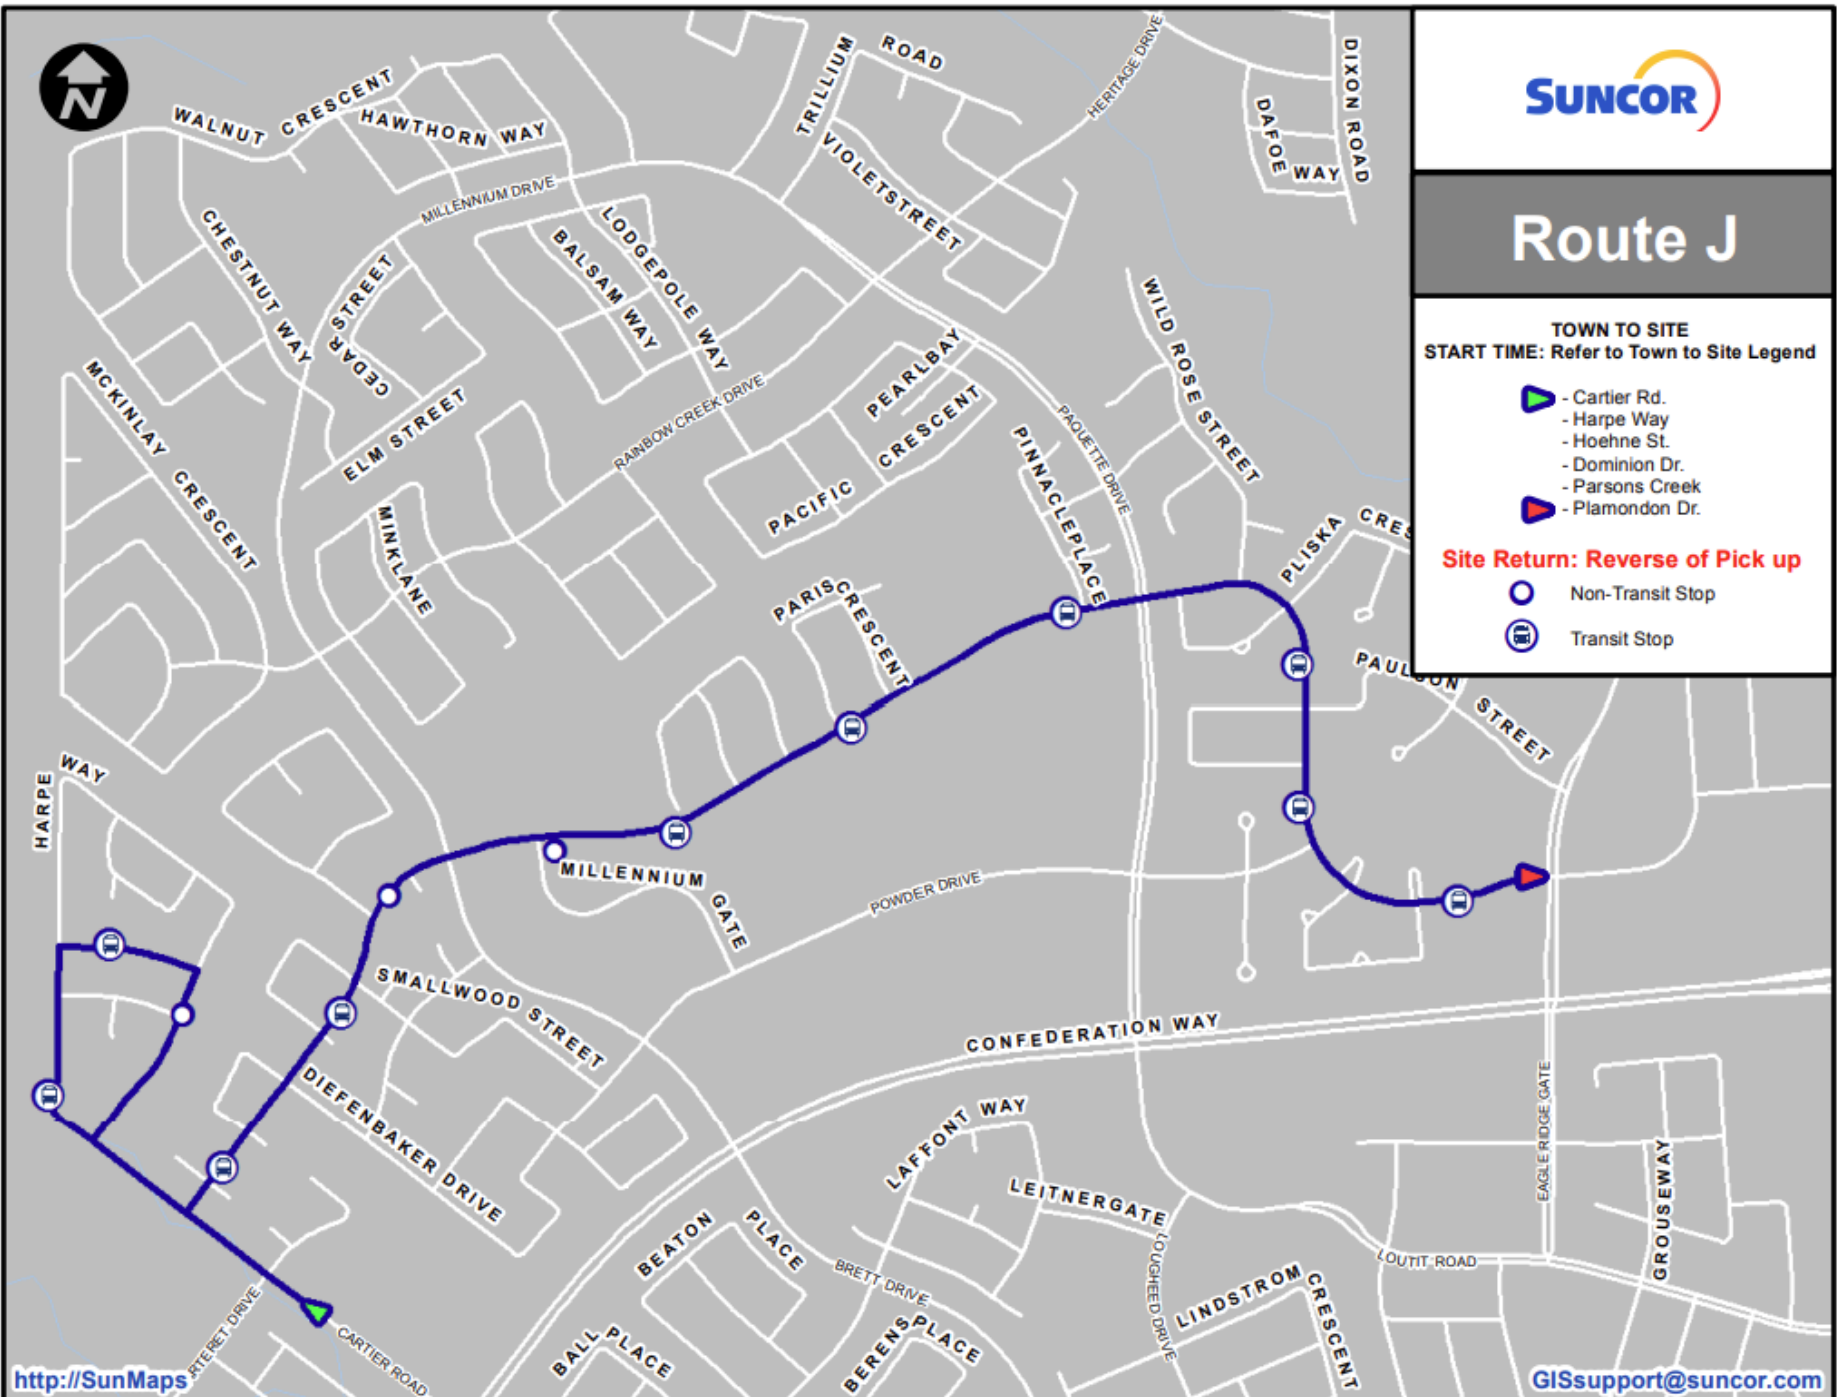 N
WALNUT CRESCENT
HAWTHORN WAY
MILLENNIUM DRIVE
TRILLIUM ROAD
VIOLETSTREET
HERITAGE DRIVE
DAFOE WAY
DIXON ROAD
CHESTNUT WAY
CEDAR STREET
BALSAM WAY
LODGEPOLE WAY
ELM STREET
MCKINLAY CRESCENT
RAINBOW CREEK DRIVE
PEARLBAY
PACIFIC CRESCENT
WILD ROSE STREET
PAQUETTE DRIVE
PINNACLEPLACE
MINKLANE
PARIS CRESCENT
PLISKA CRES
PAULSON STREET
HARPE WAY
MILLENNIUM GATE
POWDER DRIVE
SMALLWOOD STREET
DIEFENBAKER DRIVE
CONFEDERATION WAY
LAFFONT WAY
LEITNERGATE
EAGLE RIDGE GATE
GROUSEWAY
BEATON PLACE
BRETT DRIVE
LOUGHEED DRIVE
LOUTIT ROAD
LINDSTROM CRESCENT
BALL PLACE
BERENS PLACE
RTERET DRIVE
CARTIER ROAD
SUNCOR
Route J
TOWN TO SITE
START TIME: Refer to Town to Site Legend
- Cartier Rd.
- Harpe Way
- Hoehne St.
- Dominion Dr.
- Parsons Creek
- Plamondon Dr.
Site Return: Reverse of Pick up
Non-Transit Stop
Transit Stop
http://SunMaps
GISsupport@suncor.com